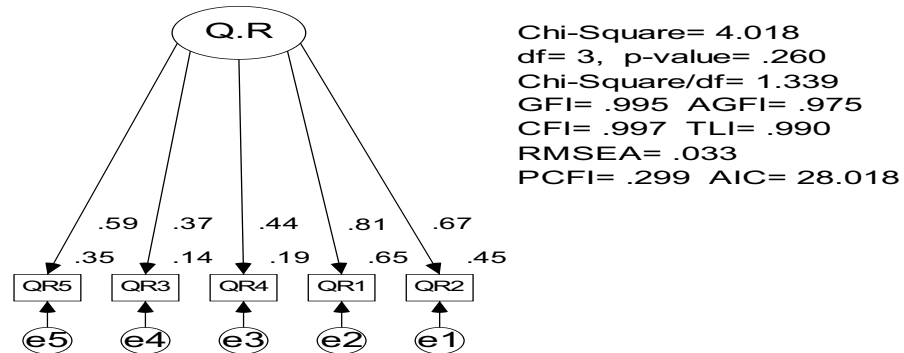 Q.R
Chi-Square= 4.018
df= 3, p-value= .260
Chi-Square/df= 1.339
GFI= .995 AGFI= .975
CFI= .997 TLI= .990
RMSEA= .033
PCFI= .299 AIC= 28.018
.59 .37 .44 .81 .67
.35 .14 .19 .65 .45
QR5 QR3 QR4 QR1 QR2
e5 e4 e3 e2 e1